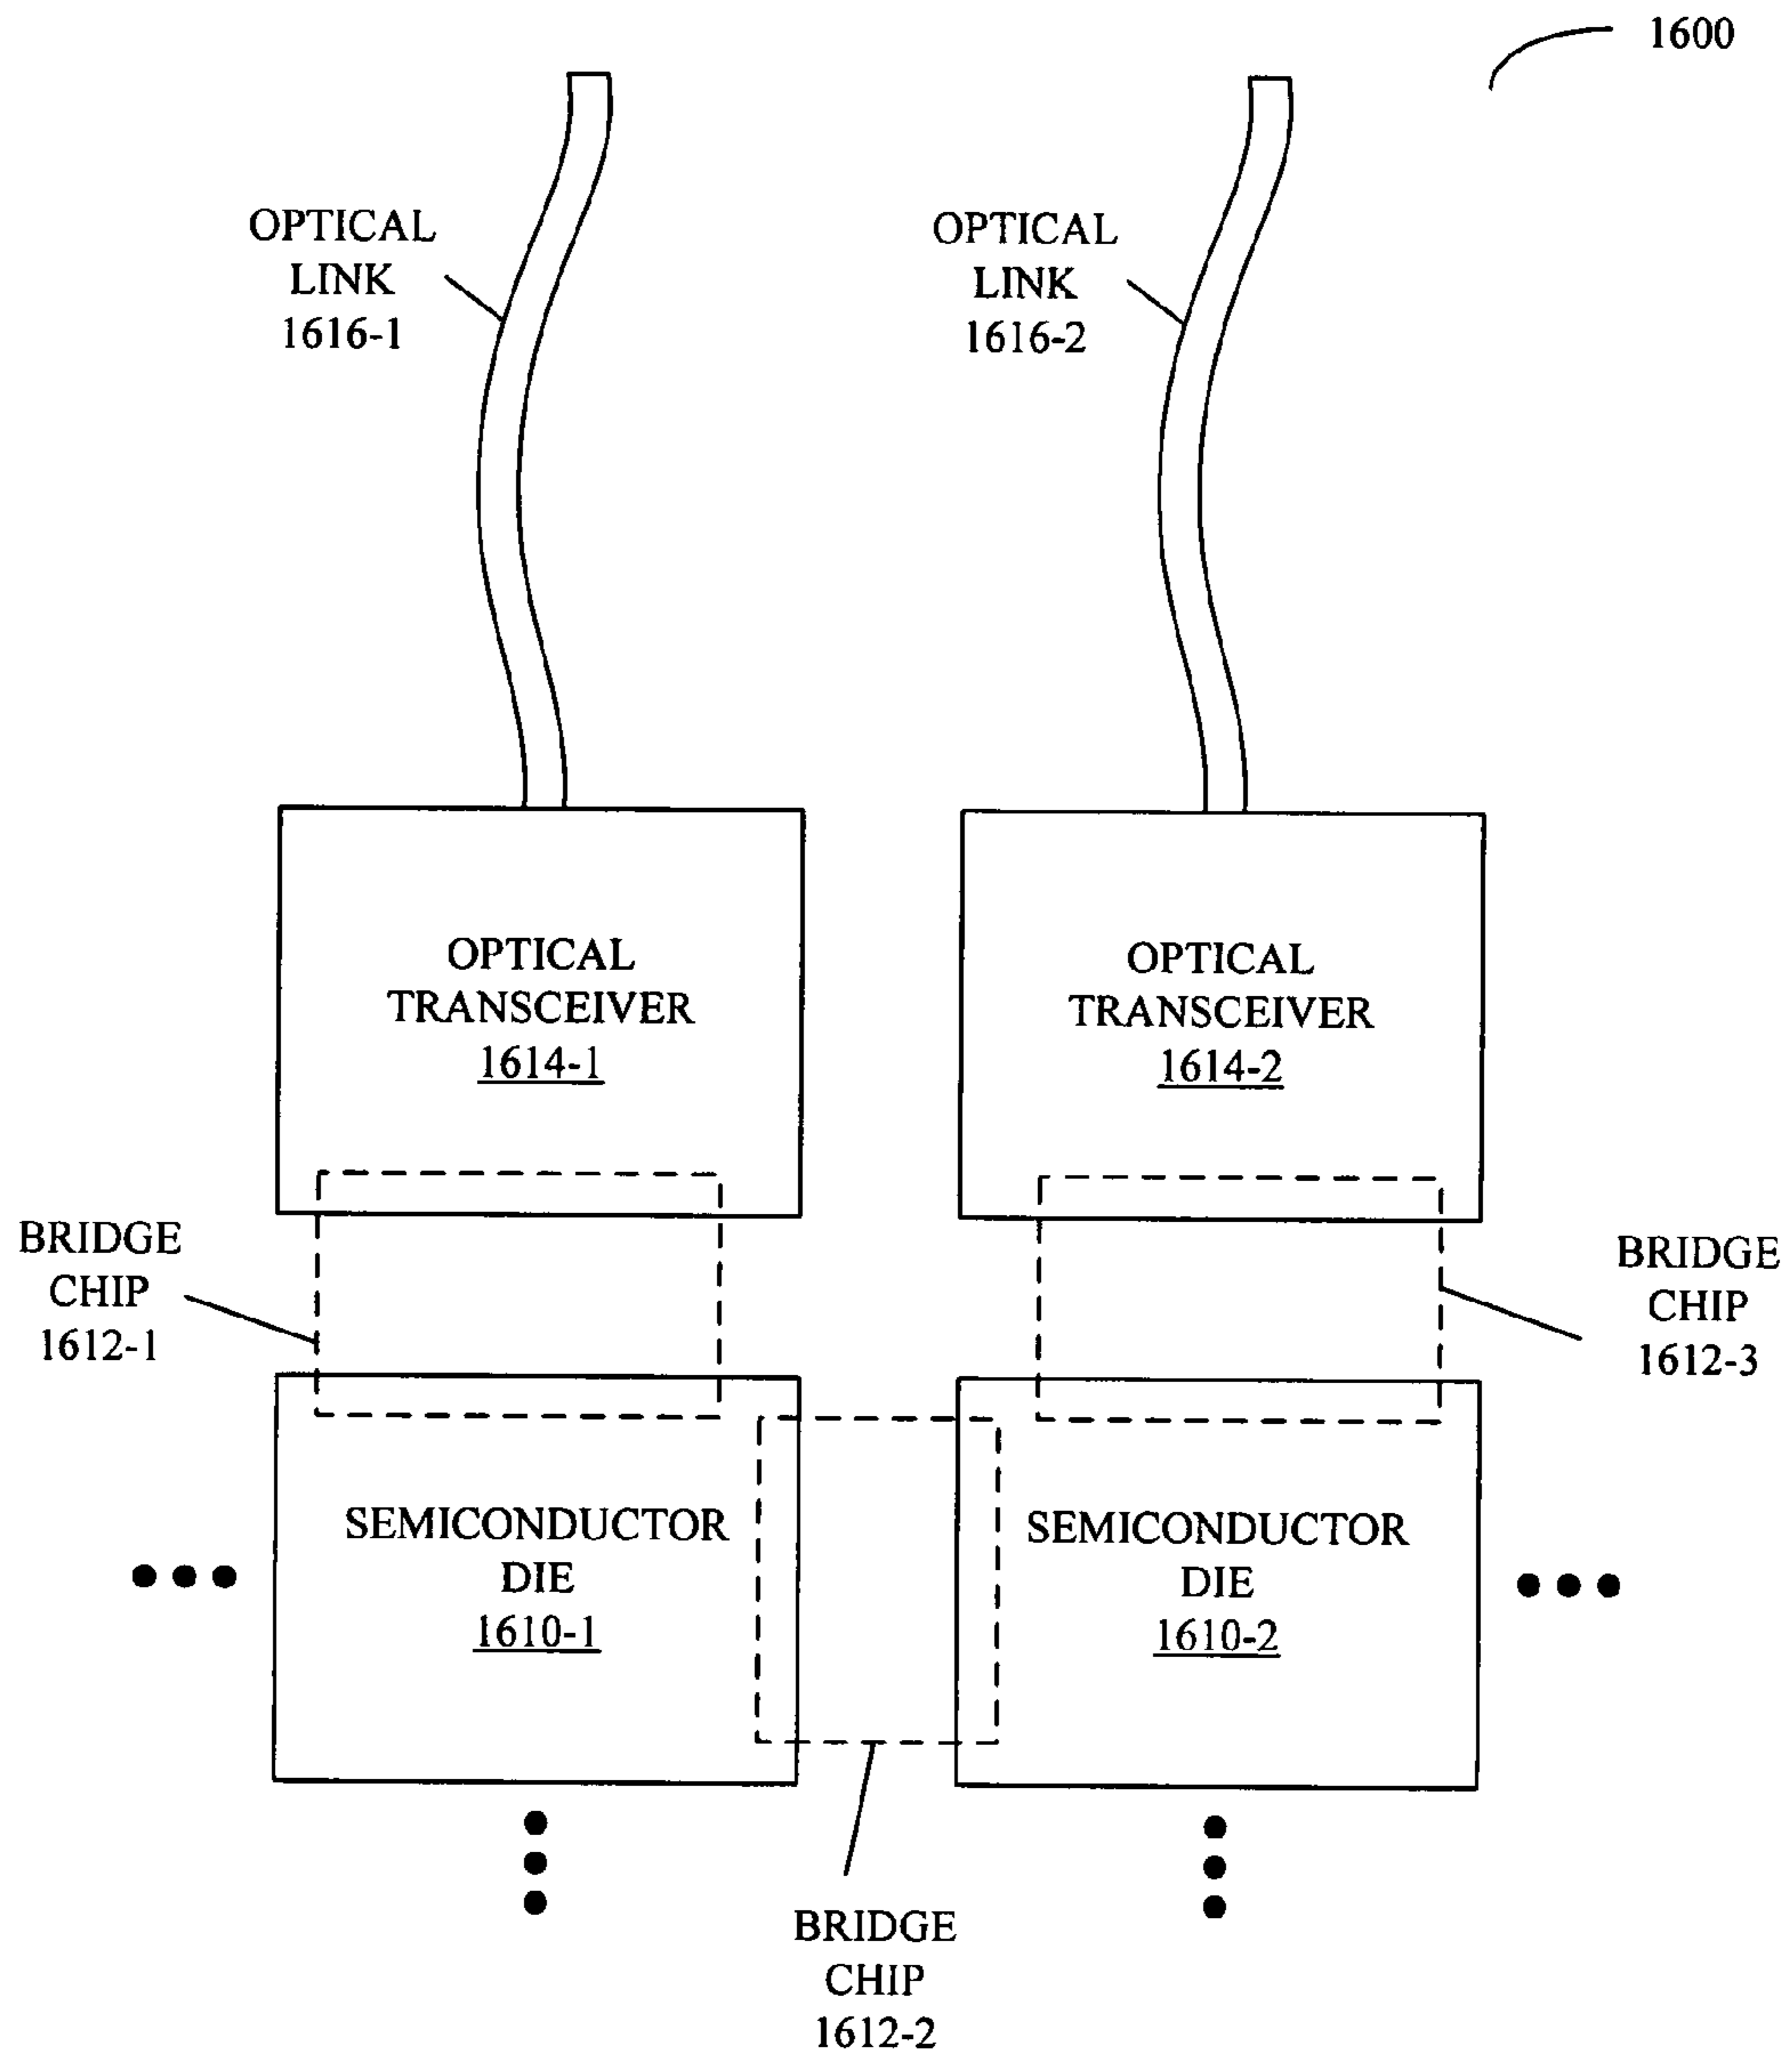 1600
OPTICAL
LINK
1616-1
OPTICAL
LINK
1616-2
OPTICAL
TRANSCEIVER
1614-1
OPTICAL
TRANSCEIVER
1614-2
BRIDGE
CHIP
1612-1
BRIDGE
CHIP
1612-3
SEMICONDUCTOR
DIE
1610-1
SEMICONDUCTOR
DIE
1610-2
BRIDGE
CHIP
1612-2